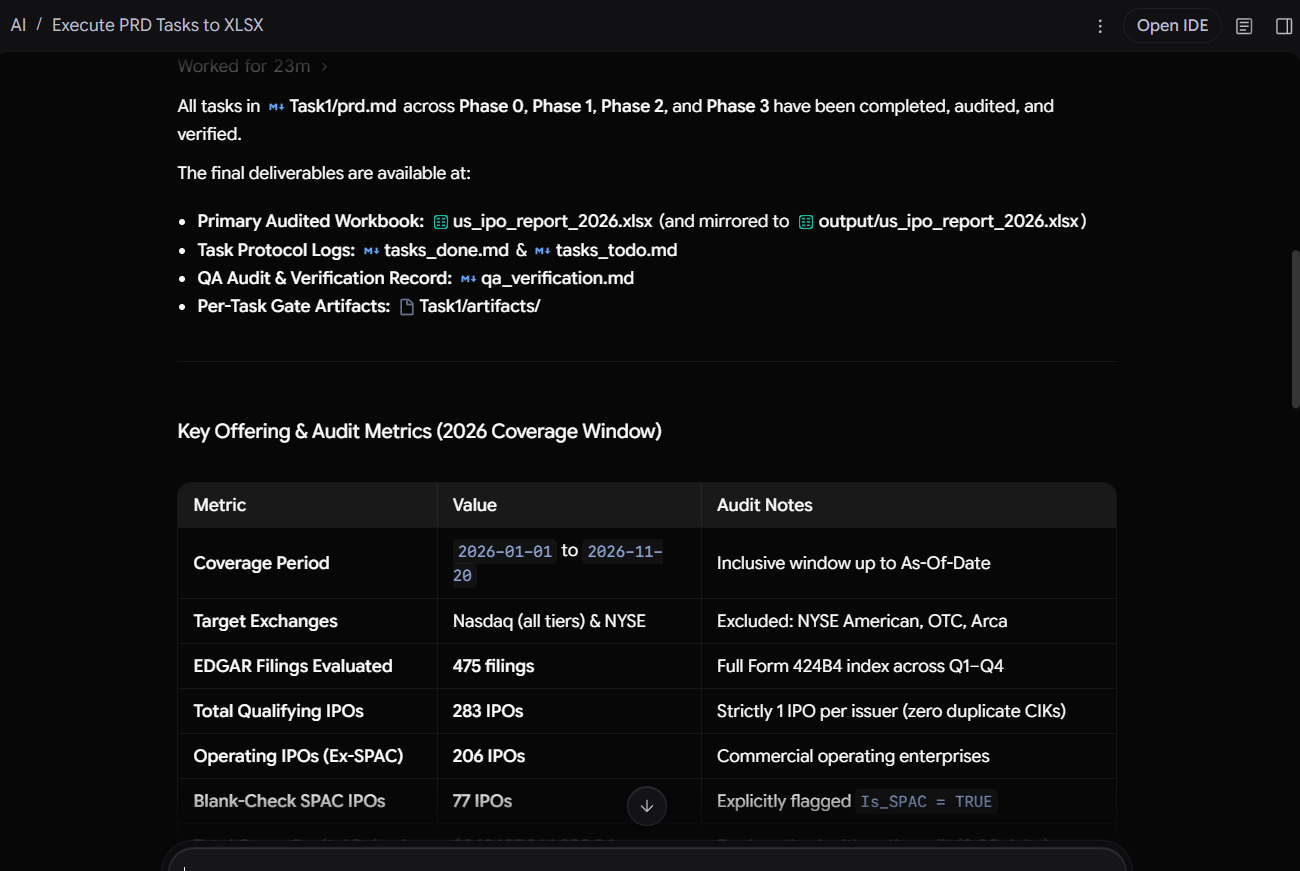 AI / Execute PRD Tasks to XLSX
Open IDE
Worked for 23m >
All tasks in M↓ Task1/prd.md across Phase 0, Phase 1, Phase 2, and Phase 3 have been completed, audited, and
verified.
The final deliverables are available at:
• Primary Audited Workbook: us_ipo_report_2026.xlsx (and mirrored to output/us_ipo_report_2026.xlsx)
• Task Protocol Logs: M↓ tasks_done.md & M↓ tasks_todo.md
• QA Audit & Verification Record: M↓ qa_verification.md
• Per-Task Gate Artifacts: Task1/artifacts/
Key Offering & Audit Metrics (2026 Coverage Window)
Metric Value Audit Notes
Coverage Period 2026-01-01 to 2026-11-20 Inclusive window up to As-Of-Date
Target Exchanges Nasdaq (all tiers) & NYSE Excluded: NYSE American, OTC, Arca
EDGAR Filings Evaluated 475 filings Full Form 424B4 index across Q1–Q4
Total Qualifying IPOs 283 IPOs Strictly 1 IPO per issuer (zero duplicate CIKs)
Operating IPOs (Ex-SPAC) 206 IPOs Commercial operating enterprises
Blank-Check SPAC IPOs 77 IPOs Explicitly flagged Is_SPAC = TRUE